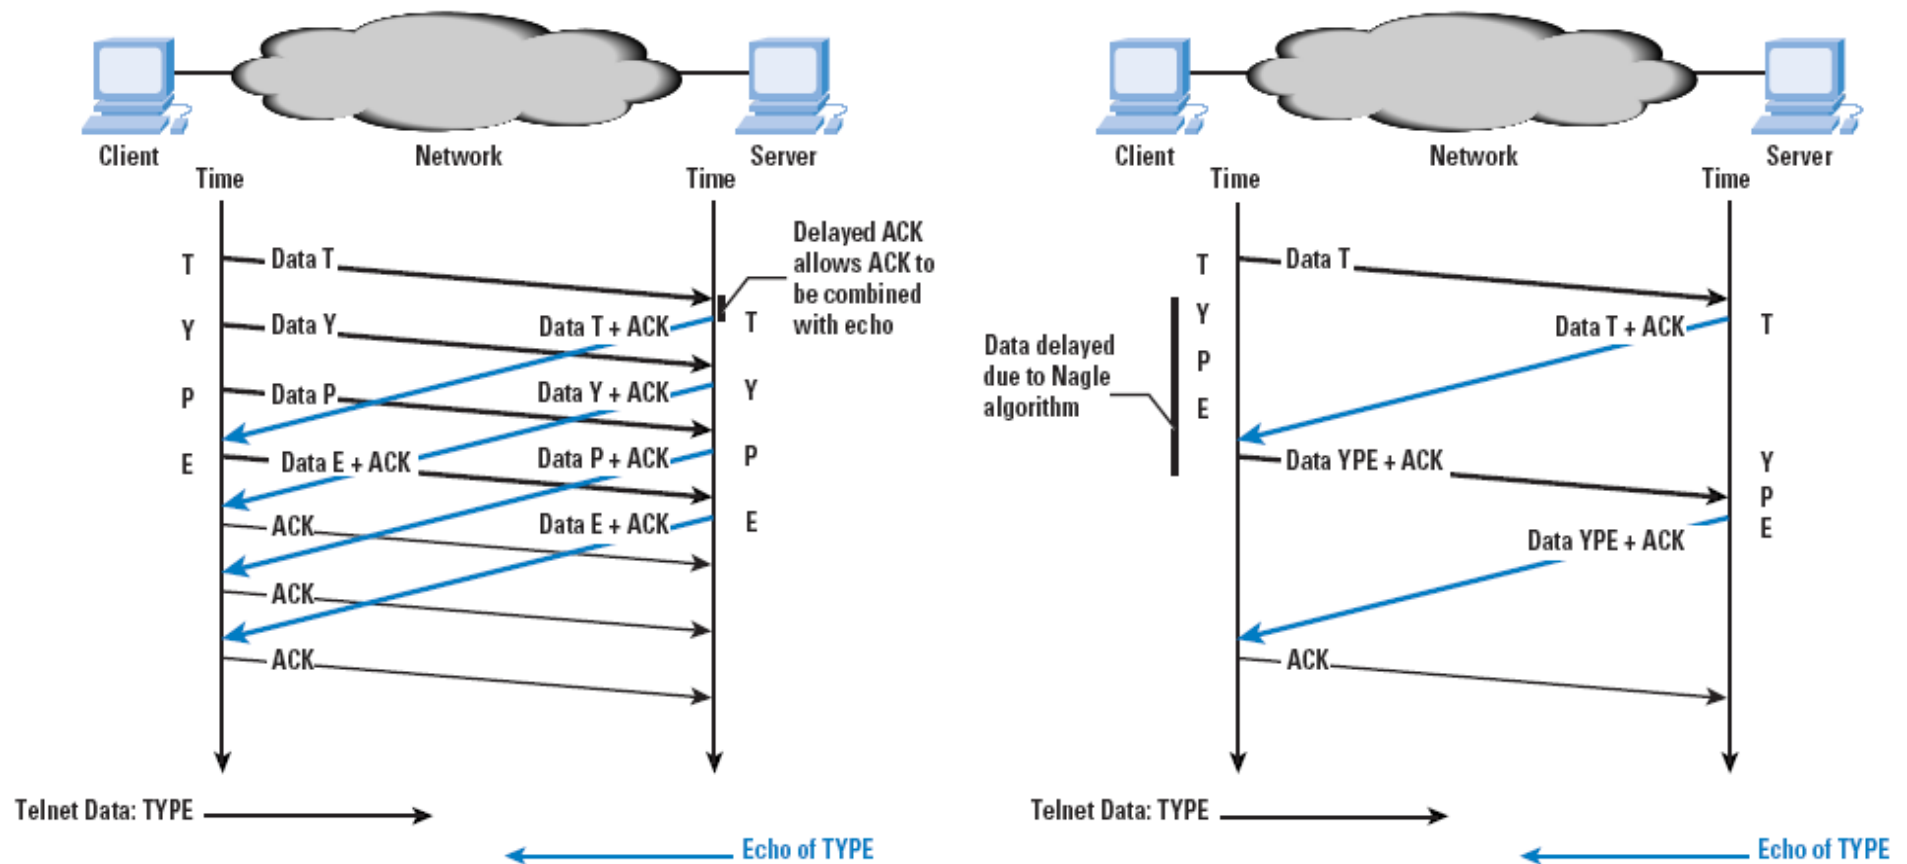 Client
Network
Server
Time
Time
T
Data T
Delayed ACK
allows ACK to
be combined
with echo
Y
Data Y
Data T + ACK
T
P
Data P
Data Y + ACK
Y
E
Data E + ACK
Data P + ACK
P
ACK
Data E + ACK
E
ACK
ACK
Telnet Data: TYPE
Echo of TYPE
Client
Network
Server
Time
Time
T
Data T
Y
Data T + ACK
T
Data delayed
due to Nagle
algorithm
P
E
Data YPE + ACK
Y
P
E
Data YPE + ACK
ACK
Telnet Data: TYPE
Echo of TYPE